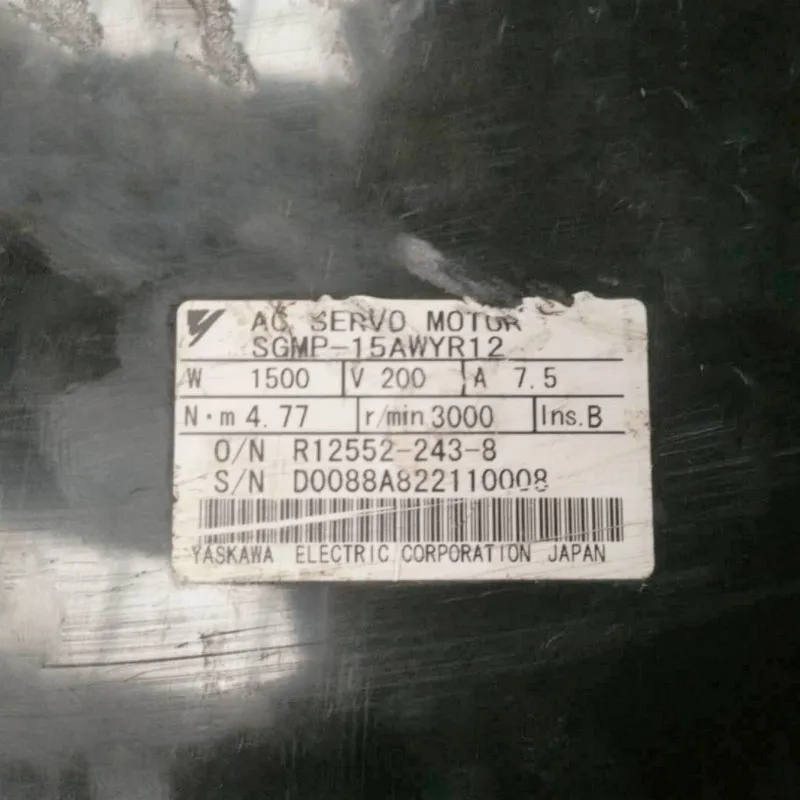 AC SERVO MOTOR
SGMP-15AWYR12
W 1500 V 200 A 7.5
N·m 4.77 r/min 3000 Ins. B
O/N R12552-243-8
S/N D0088A822110008
YASKAWA ELECTRIC CORPORATION JAPAN